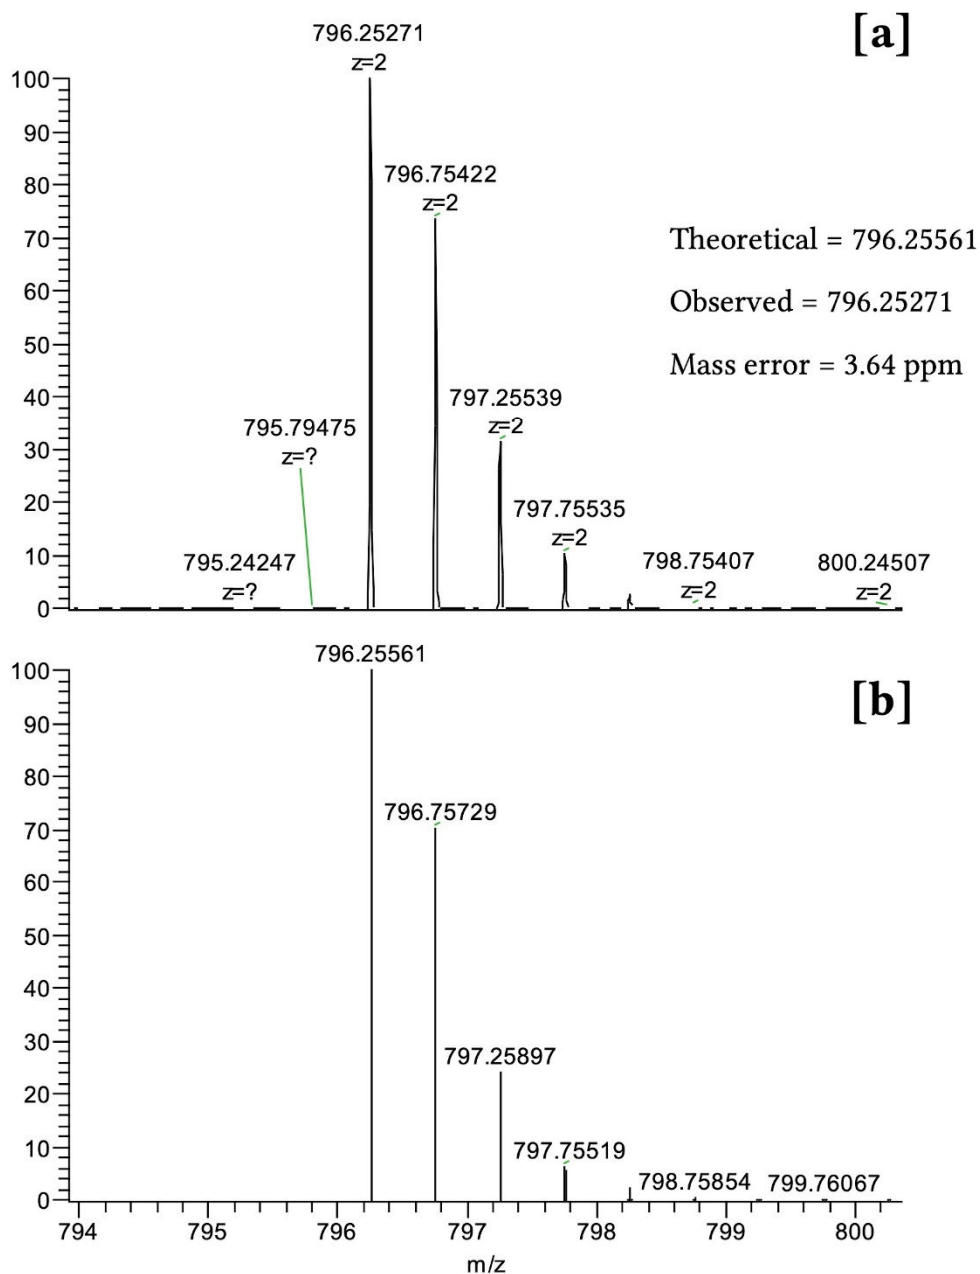 [a]
796.25271
z=2
796.75422
z=2
Theoretical = 796.25561
Observed = 796.25271
Mass error = 3.64 ppm
797.25539
z=2
795.79475
z=?
797.75535
z=2
795.24247
z=?
798.75407
z=2
800.24507
z=2
100
90
80
70
60
50
40
30
20
10
0
[b]
796.25561
796.75729
797.25897
797.75519
798.75854
799.76067
100
90
80
70
60
50
40
30
20
10
0
794 795 796 797 798 799 800
m/z